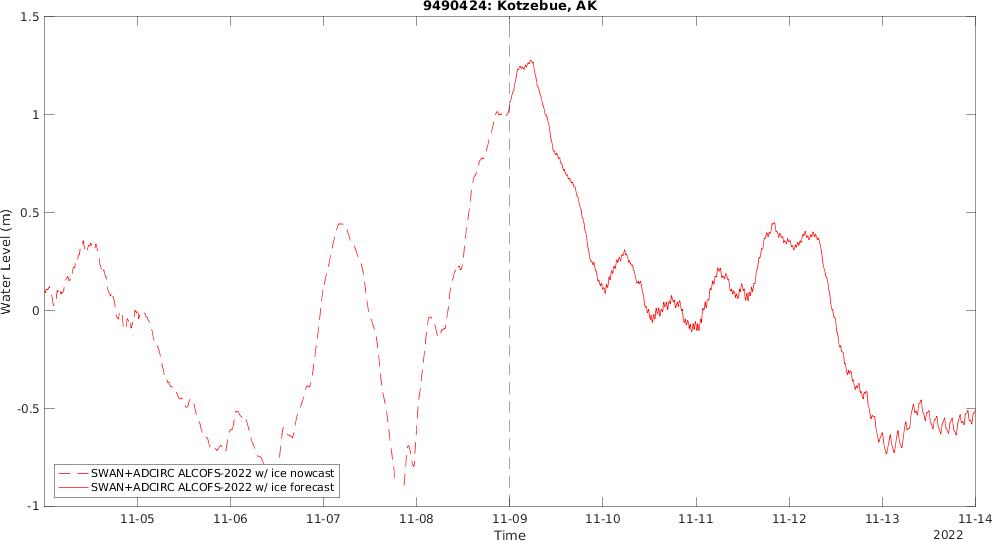 9490424: Kotzebue, AK
1.5
1
0.5
0
-0.5
-1
Water Level (m)
SWAN+ADCIRC ALCOFS-2022 w/ ice nowcast
SWAN+ADCIRC ALCOFS-2022 w/ ice forecast
11-05 11-06 11-07 11-08 11-09 11-10 11-11 11-12 11-13 11-14
Time
2022